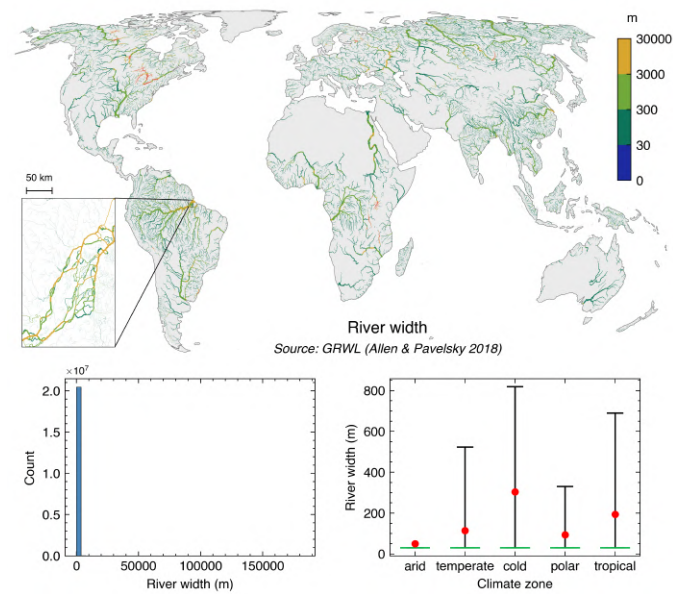 m
30000
3000
300
30
0
50 km
River width
Source: GRWL (Allen & Pavelsky 2018)
×10⁷
2.0
1.5
1.0
0.5
0.0
Count
0 50000 100000 150000
River width (m)
800
600
400
200
0
River width (m)
arid temperate cold polar tropical
Climate zone